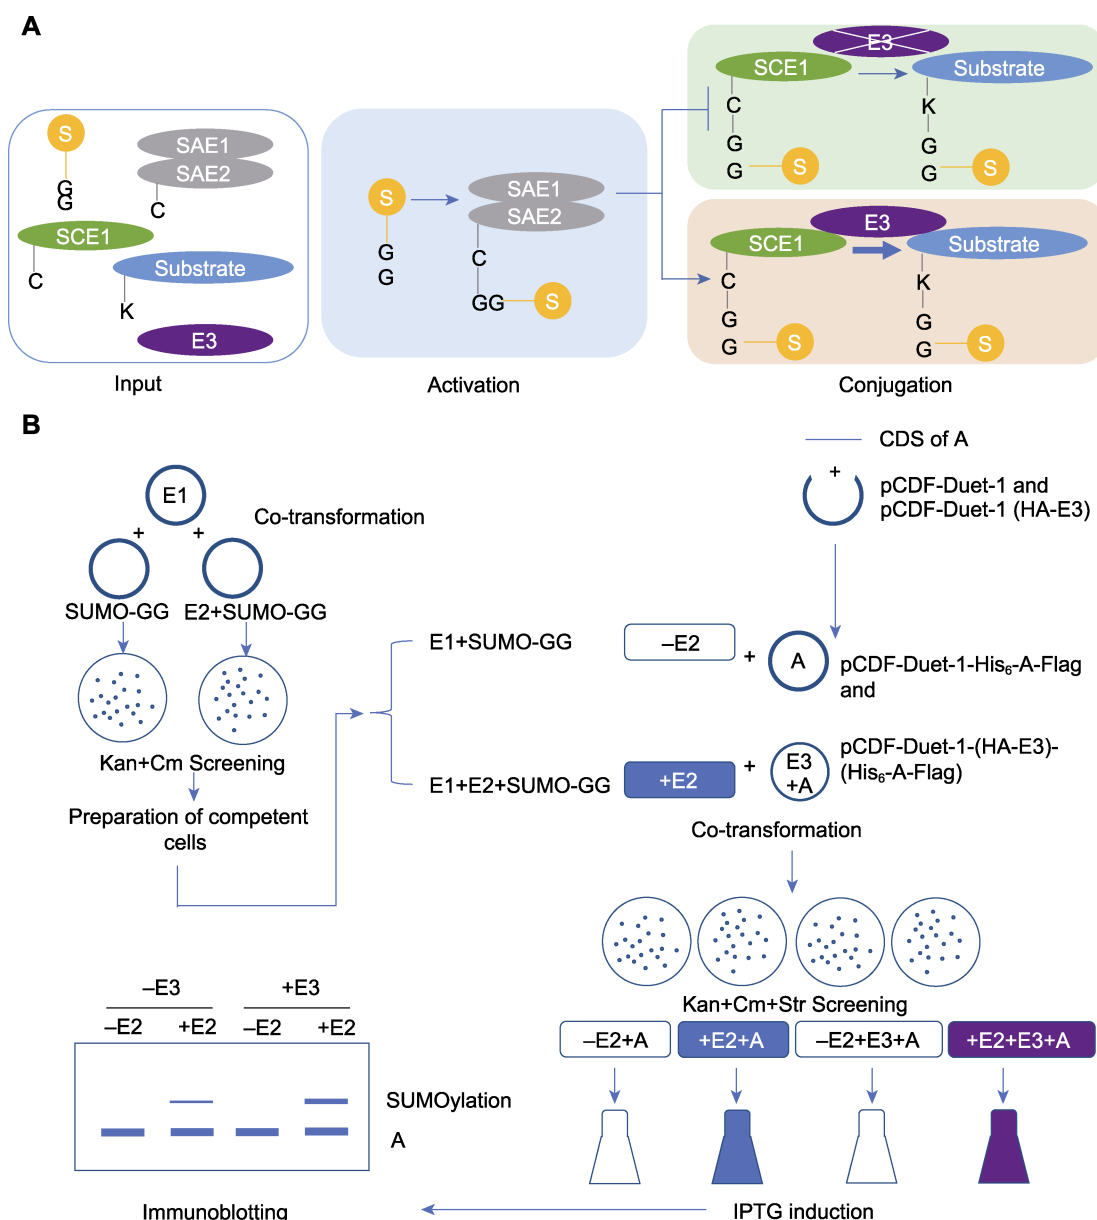 A
S
G
G
SAE1
SAE2
C
SCE1
C
Substrate
K
E3
Input
S
G
G
SAE1
SAE2
C
GG
S
Activation
E3
SCE1
Substrate
C
K
G
G
G
S
G
S
E3
SCE1
Substrate
C
K
G
G
G
S
G
S
Conjugation
B
E1
+ +
Co-transformation
SUMO-GG
E2+SUMO-GG
Kan+Cm Screening
Preparation of competent
cells
CDS of A
+
pCDF-Duet-1 and
pCDF-Duet-1 (HA-E3)
E1+SUMO-GG
–E2
+
A
pCDF-Duet-1-His₆-A-Flag
and
E1+E2+SUMO-GG
+E2
+
E3
+A
pCDF-Duet-1-(HA-E3)-
(His₆-A-Flag)
Co-transformation
Kan+Cm+Str Screening
–E2+A
+E2+A
–E2+E3+A
+E2+E3+A
IPTG induction
–E3
+E3
–E2
+E2
–E2
+E2
SUMOylation
A
Immunoblotting